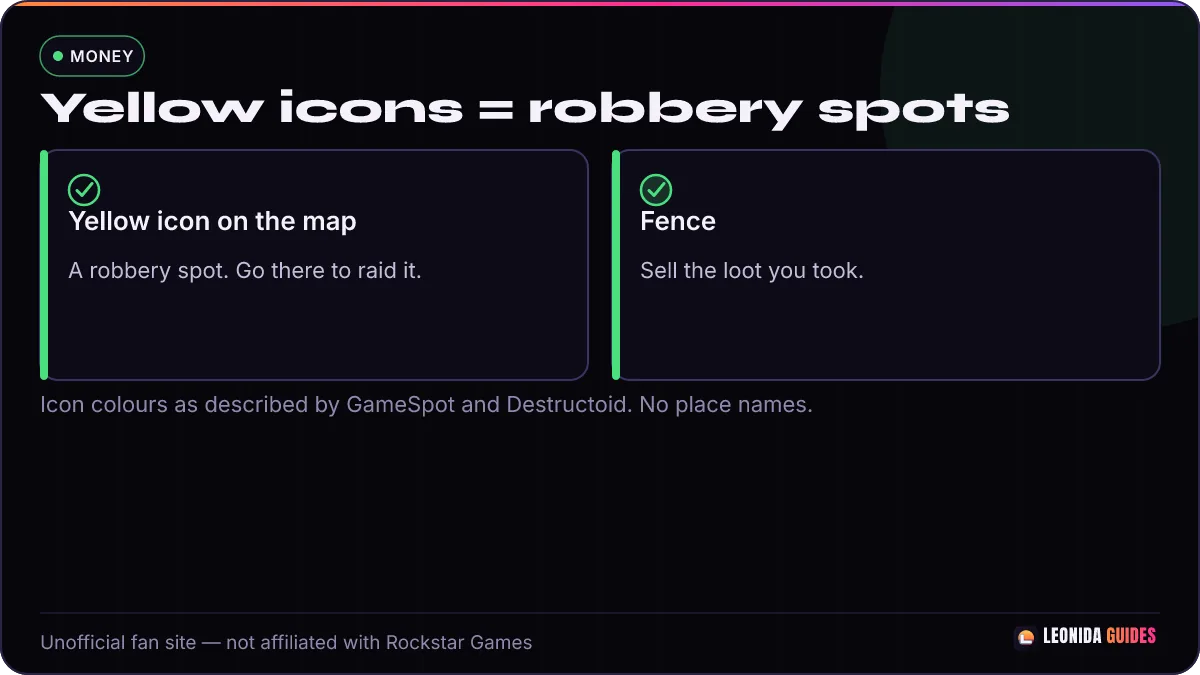 MONEY
Yellow icons = robbery spots
Yellow icon on the map
A robbery spot. Go there to raid it.
Fence
Sell the loot you took.
Icon colours as described by GameSpot and Destructoid. No place names.
Unofficial fan site — not affiliated with Rockstar Games
LEONIDA GUIDES